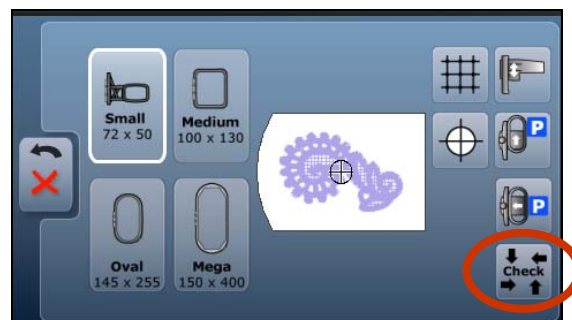 Small
72 x 50
Medium
100 x 130
Oval
145 x 255
Mega
150 x 400
P
P
Check